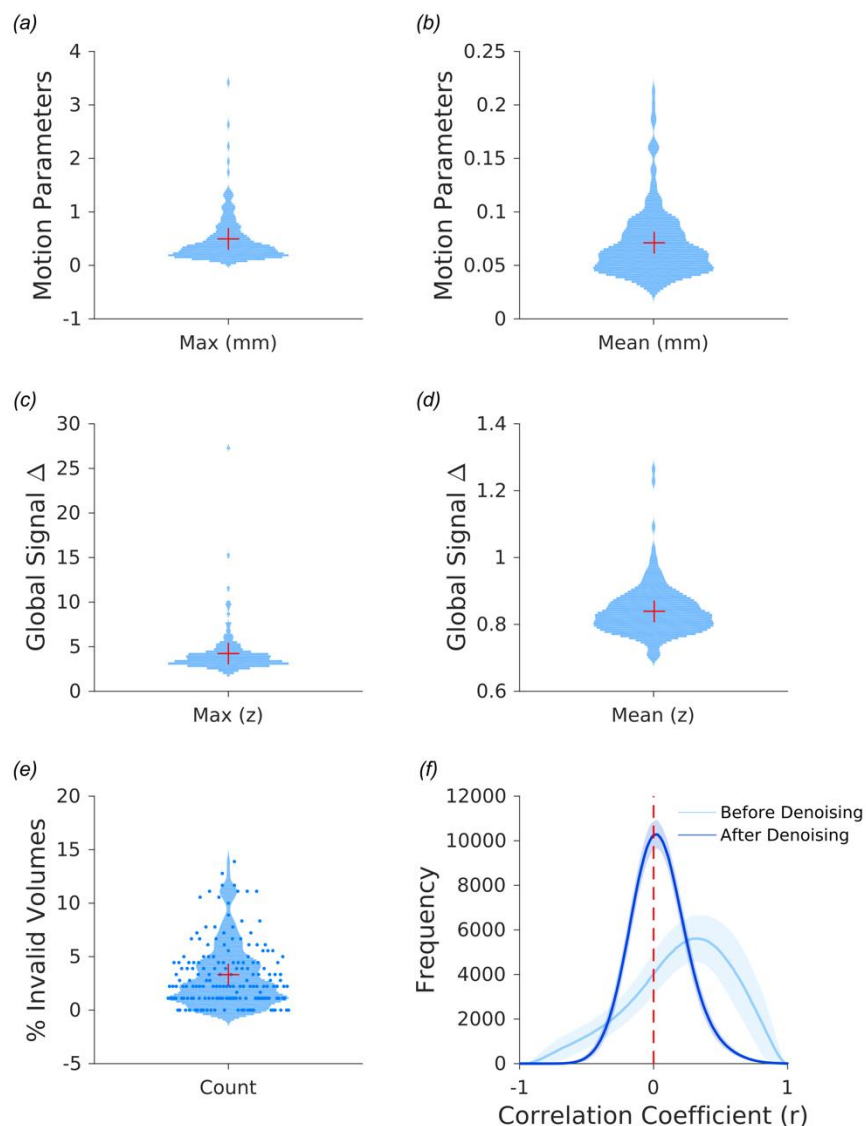 (a)
4
3
2
1
0
-1
Motion Parameters
Max (mm)
(b)
0.25
0.2
0.15
0.1
0.05
0
Motion Parameters
Mean (mm)
(c)
30
25
20
15
10
5
0
Global Signal Δ
Max (z)
(d)
1.4
1.2
1
0.8
0.6
Global Signal Δ
Mean (z)
(e)
20
15
10
5
0
-5
% Invalid Volumes
Count
(f)
12000
10000
8000
6000
4000
2000
0
Frequency
Before Denoising
After Denoising
-1 0 1
Correlation Coefficient (r)